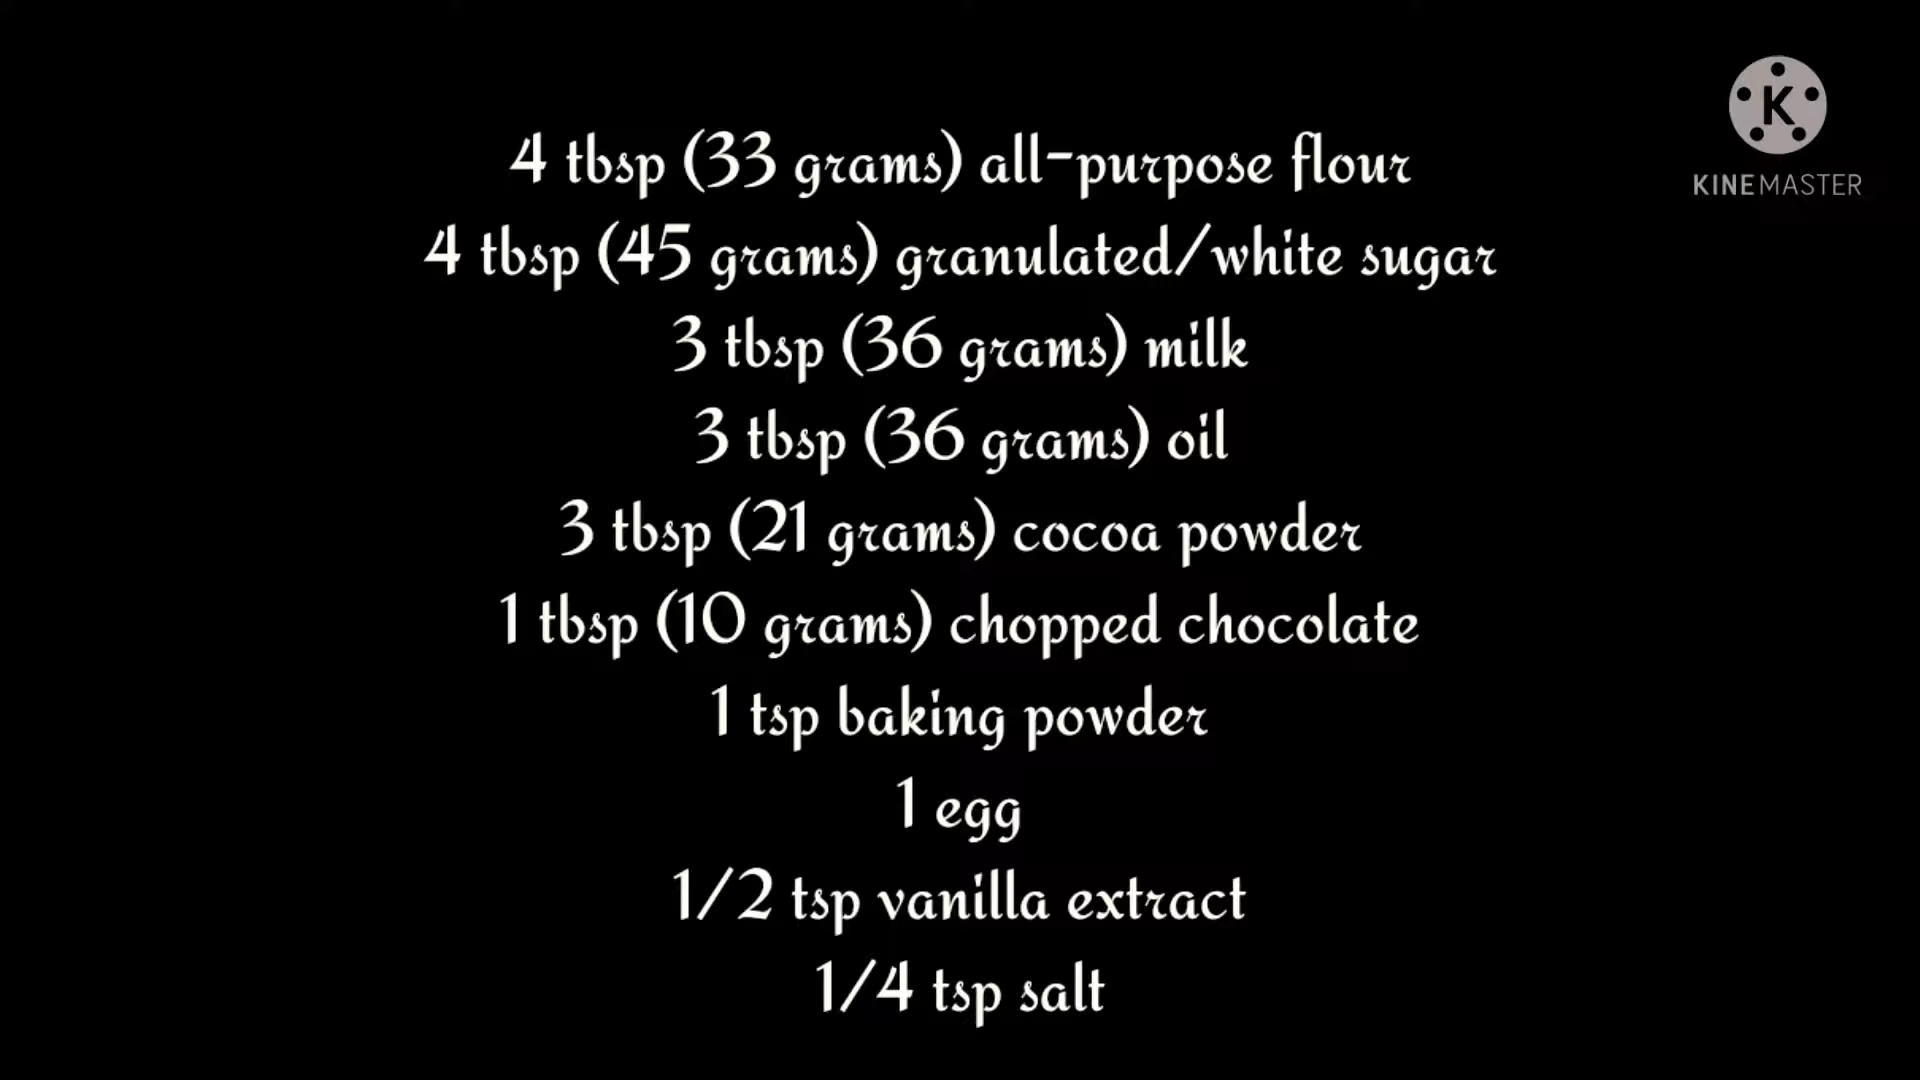 4 tbsp (33 grams) all-purpose flour
4 tbsp (45 grams) granulated/white sugar
3 tbsp (36 grams) milk
3 tbsp (36 grams) oil
3 tbsp (21 grams) cocoa powder
1 tbsp (10 grams) chopped chocolate
1 tsp baking powder
1 egg
1/2 tsp vanilla extract
1/4 tsp salt
K
KINEMASTER